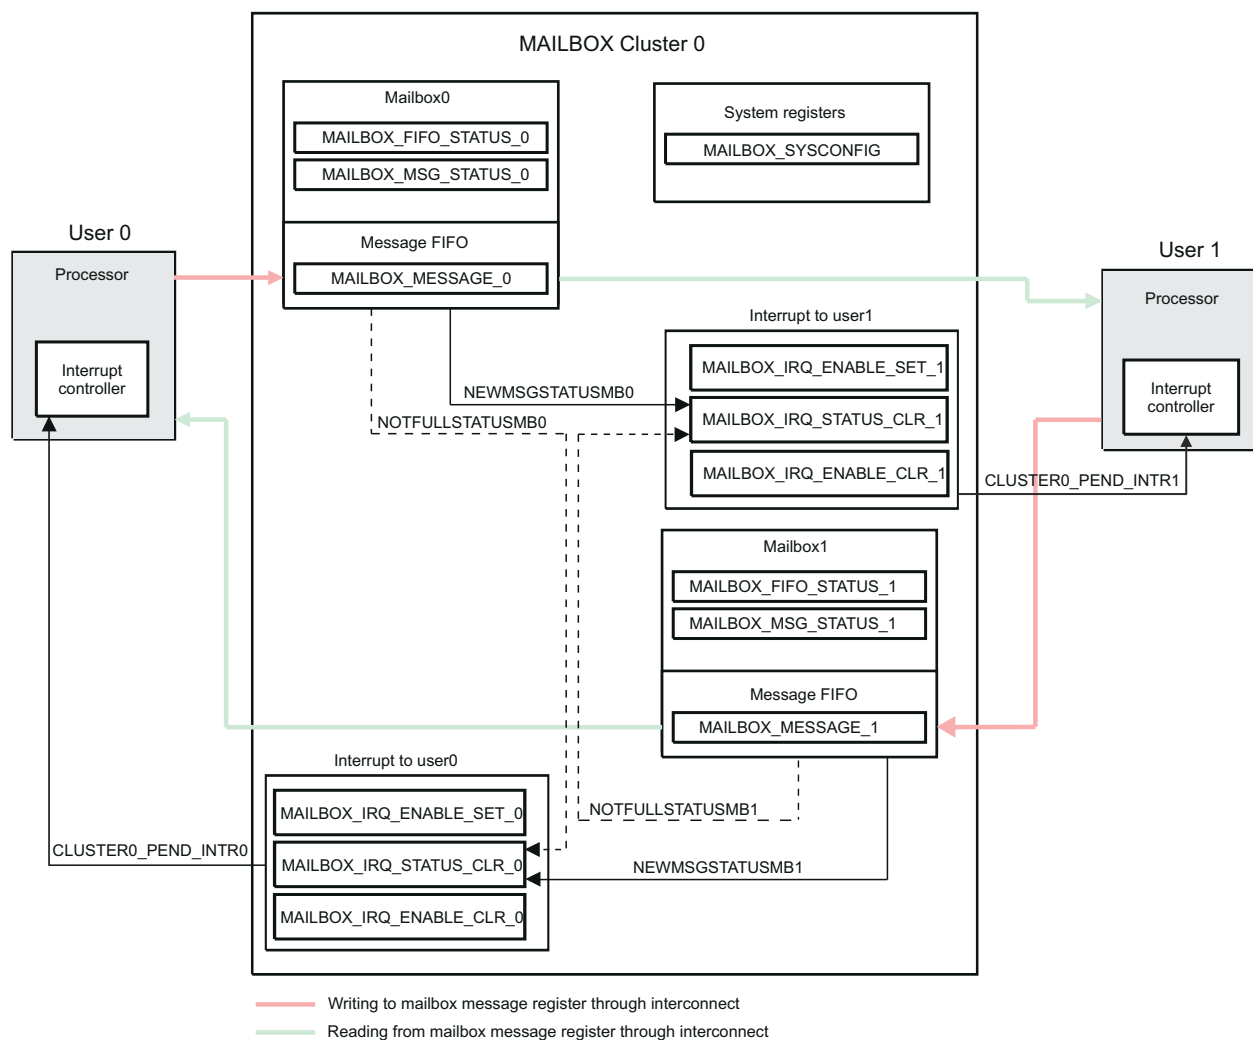 MAILBOX Cluster 0
Mailbox0
MAILBOX_FIFO_STATUS_0
MAILBOX_MSG_STATUS_0
Message FIFO
MAILBOX_MESSAGE_0
System registers
MAILBOX_SYSCONFIG
User 0
Processor
Interrupt
controller
User 1
Processor
Interrupt
controller
Interrupt to user1
MAILBOX_IRQ_ENABLE_SET_1
MAILBOX_IRQ_STATUS_CLR_1
MAILBOX_IRQ_ENABLE_CLR_1
NEWMSGSTATUSMB0
NOTFULLSTATUSMB0
CLUSTER0_PEND_INTR1
Mailbox1
MAILBOX_FIFO_STATUS_1
MAILBOX_MSG_STATUS_1
Message FIFO
MAILBOX_MESSAGE_1
Interrupt to user0
MAILBOX_IRQ_ENABLE_SET_0
MAILBOX_IRQ_STATUS_CLR_0
MAILBOX_IRQ_ENABLE_CLR_0
NOTFULLSTATUSMB1
CLUSTER0_PEND_INTR0
NEWMSGSTATUSMB1
Writing to mailbox message register through interconnect
Reading from mailbox message register through interconnect